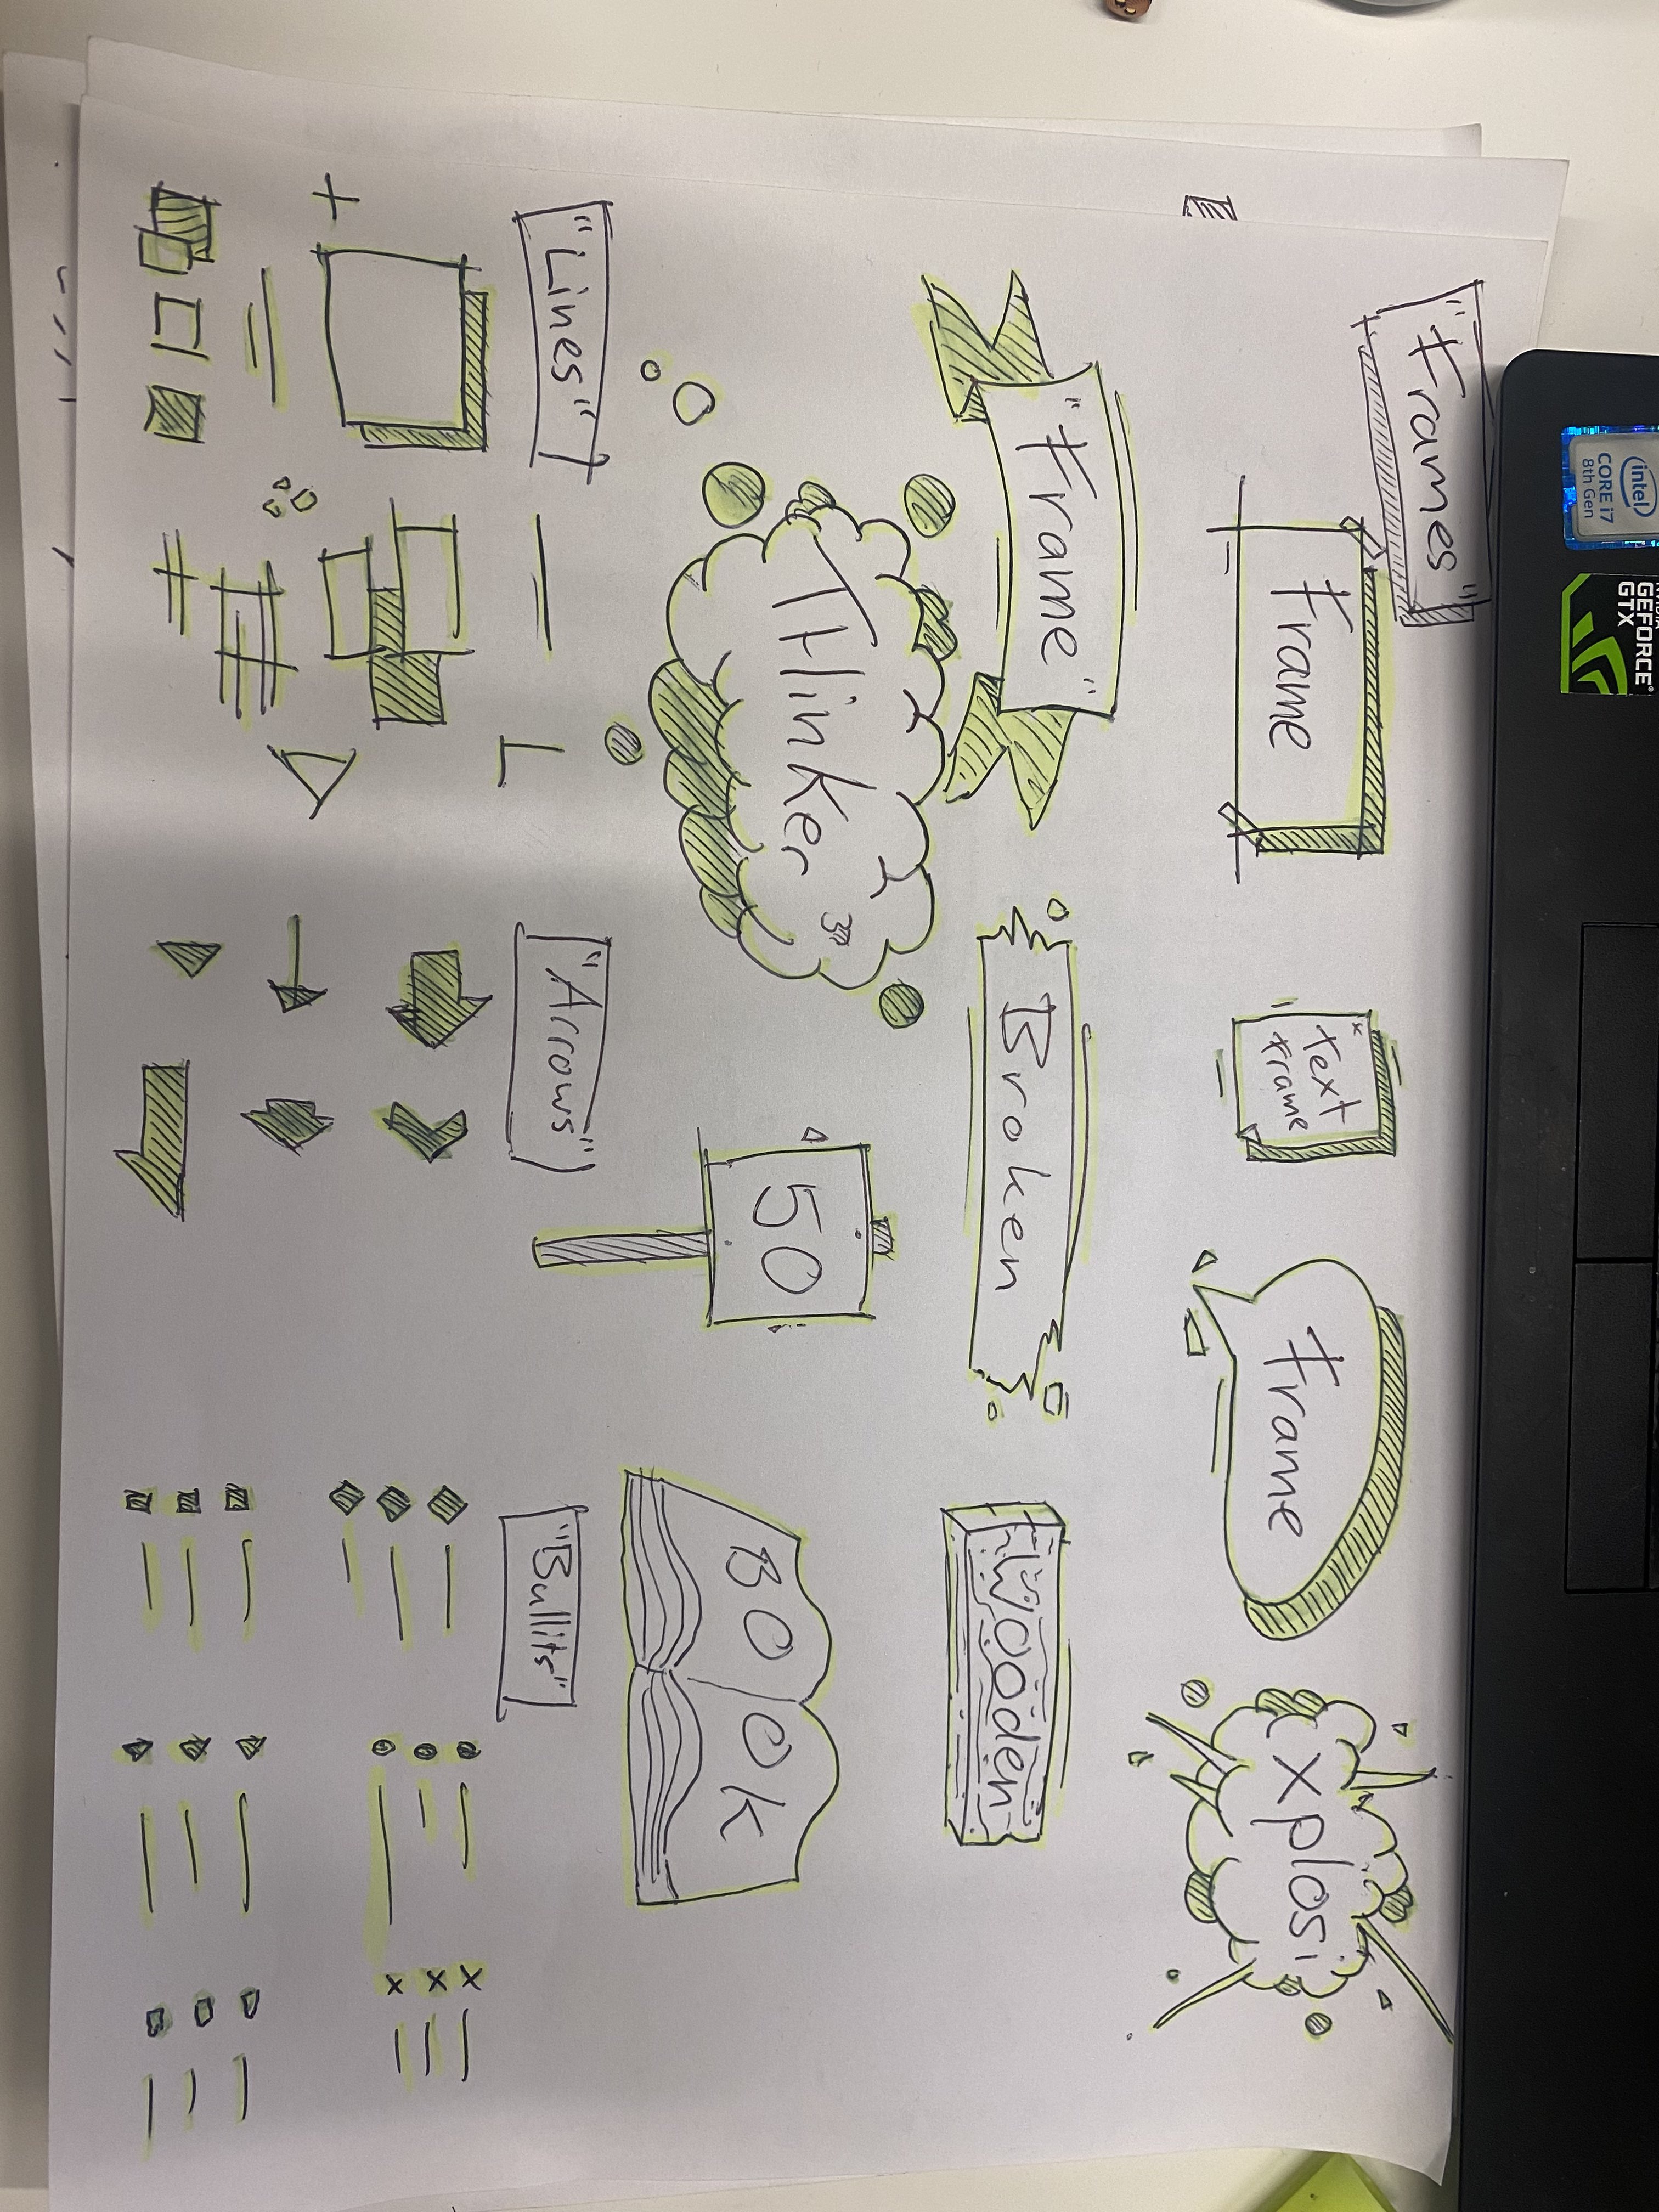 "Frames"
Frame
"text
frame
Frame
Explosi
"Frame"
Broken
Wooden
THinker
50
BOOK
"Lines"
"Arrows"
"Bullits"
intel
CORE i7
8th Gen
NVIDIA
GEFORCE®
GTX